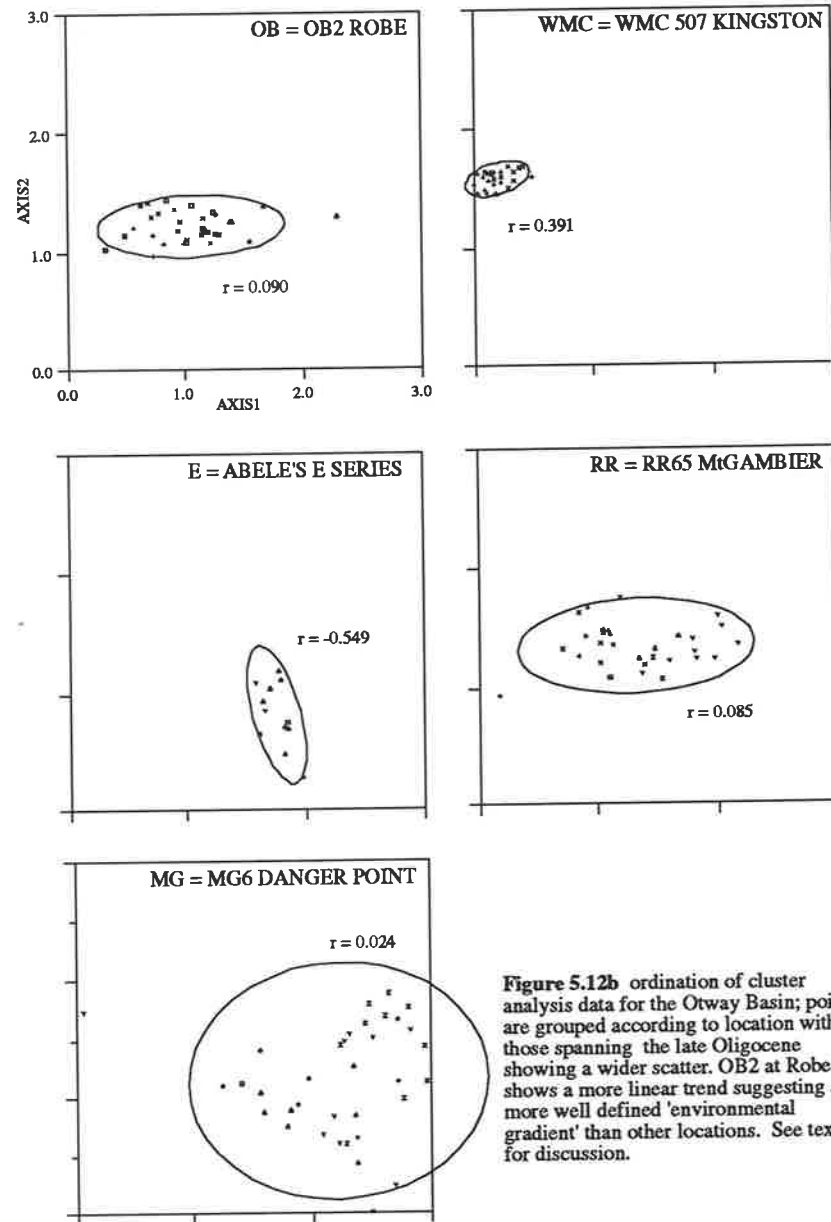 OB = OB2 ROBE
3.0
2.0
1.0
0.0
AXIS2
r = 0.090
0.0
1.0
2.0
3.0
AXIS1
WMC = WMC 507 KINGSTON
r = 0.391
E = ABELE'S E SERIES
r = -0.549
RR = RR65 MtGAMBIER
r = 0.085
MG = MG6 DANGER POINT
r = 0.024
Figure 5.12b ordination of cluster
analysis data for the Otway Basin;
are grouped according to location
those spanning the late Oligocene
showing a wider scatter. OB2 at Robe
shows a more linear trend suggesting
more well defined 'environmental
gradient' than other locations. See
for discussion.